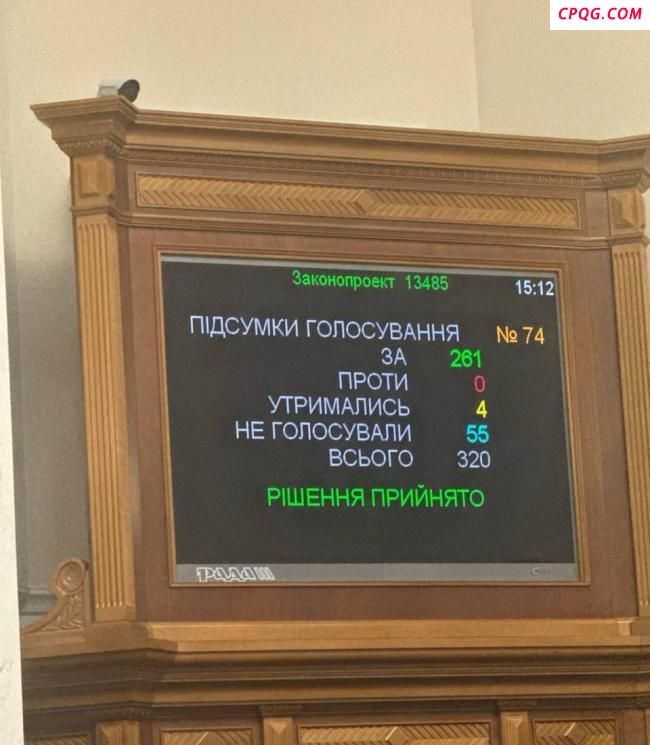 CPQG.COM
Законопроект 13485 15:12
ПІДСУМКИ ГОЛОСУВАННЯ № 74
ЗА 261
ПРОТИ 0
УТРИМАЛИСЬ 4
НЕ ГОЛОСУВАЛИ 55
ВСЬОГО 320
РІШЕННЯ ПРИЙНЯТО
РАДА III